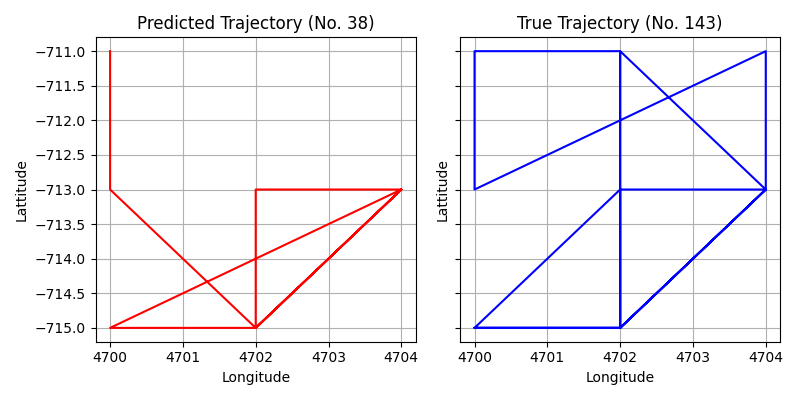 Predicted Trajectory (No. 38)
True Trajectory (No. 143)
−711.0
−711.5
−712.0
−712.5
−713.0
−713.5
−714.0
−714.5
−715.0
Lattitude
Lattitude
4700 4701 4702 4703 4704
4700 4701 4702 4703 4704
Longitude
Longitude